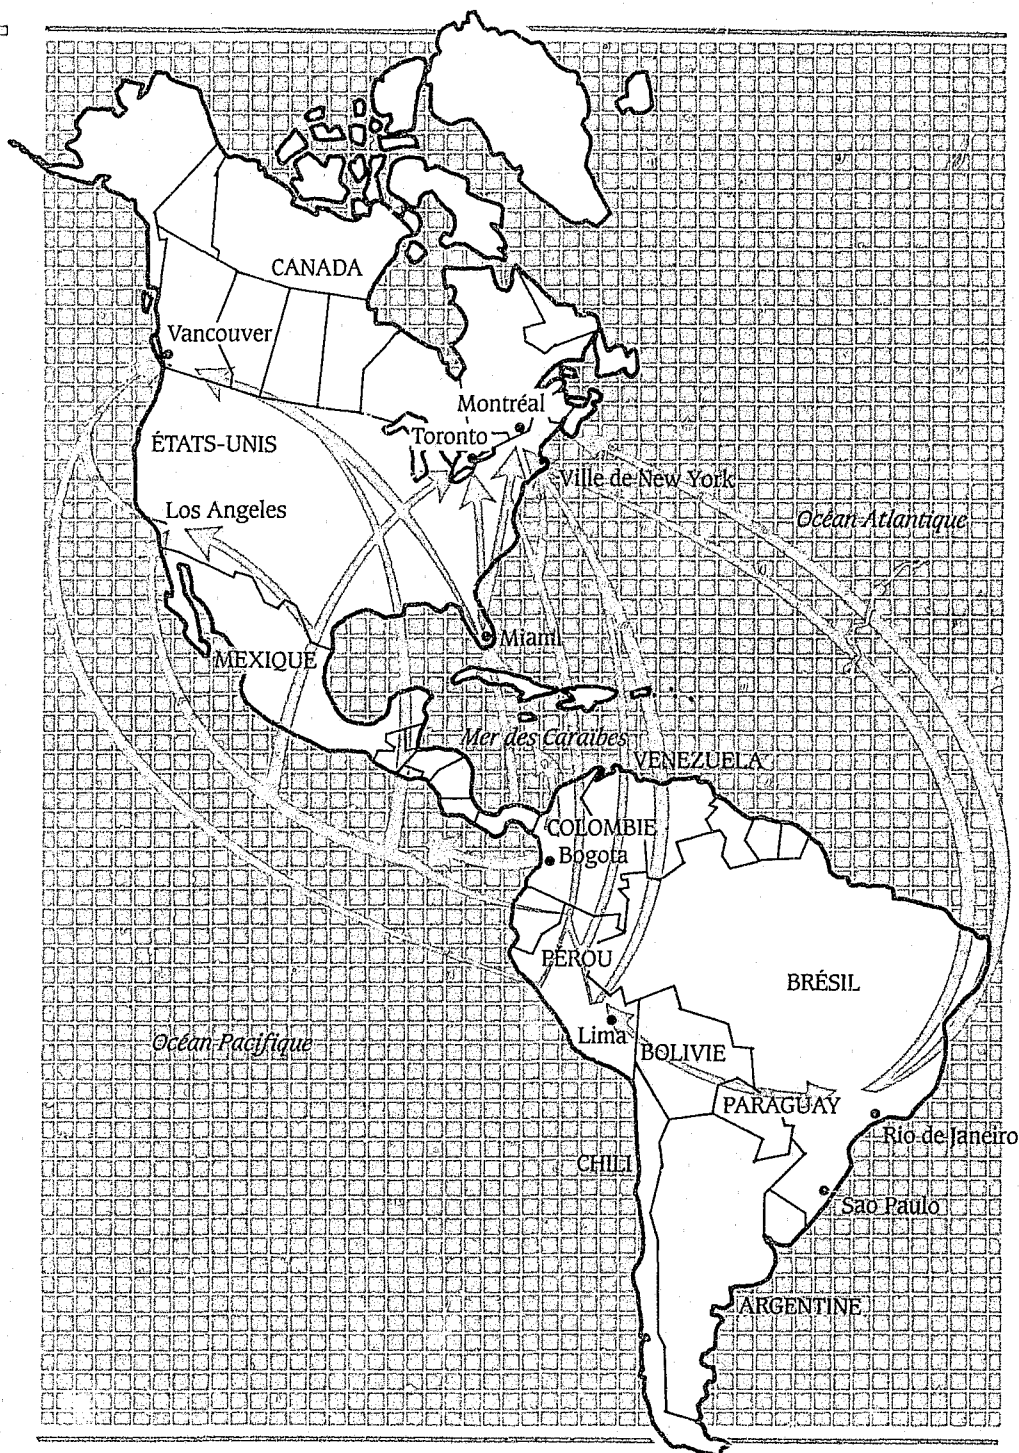 CANADA
Vancouver
Montréal
Toronto
ÉTATS-UNIS
Ville de New York
Los Angeles
Océan Atlantique
Miami
MEXIQUE
Mer des Caraïbes
VENEZUELA
COLOMBIE
Bogota
PÉROU
BRÉSIL
Lima
Océan Pacifique
BOLIVIE
PARAGUAY
Rio de Janeiro
CHILI
Sao Paulo
ARGENTINE